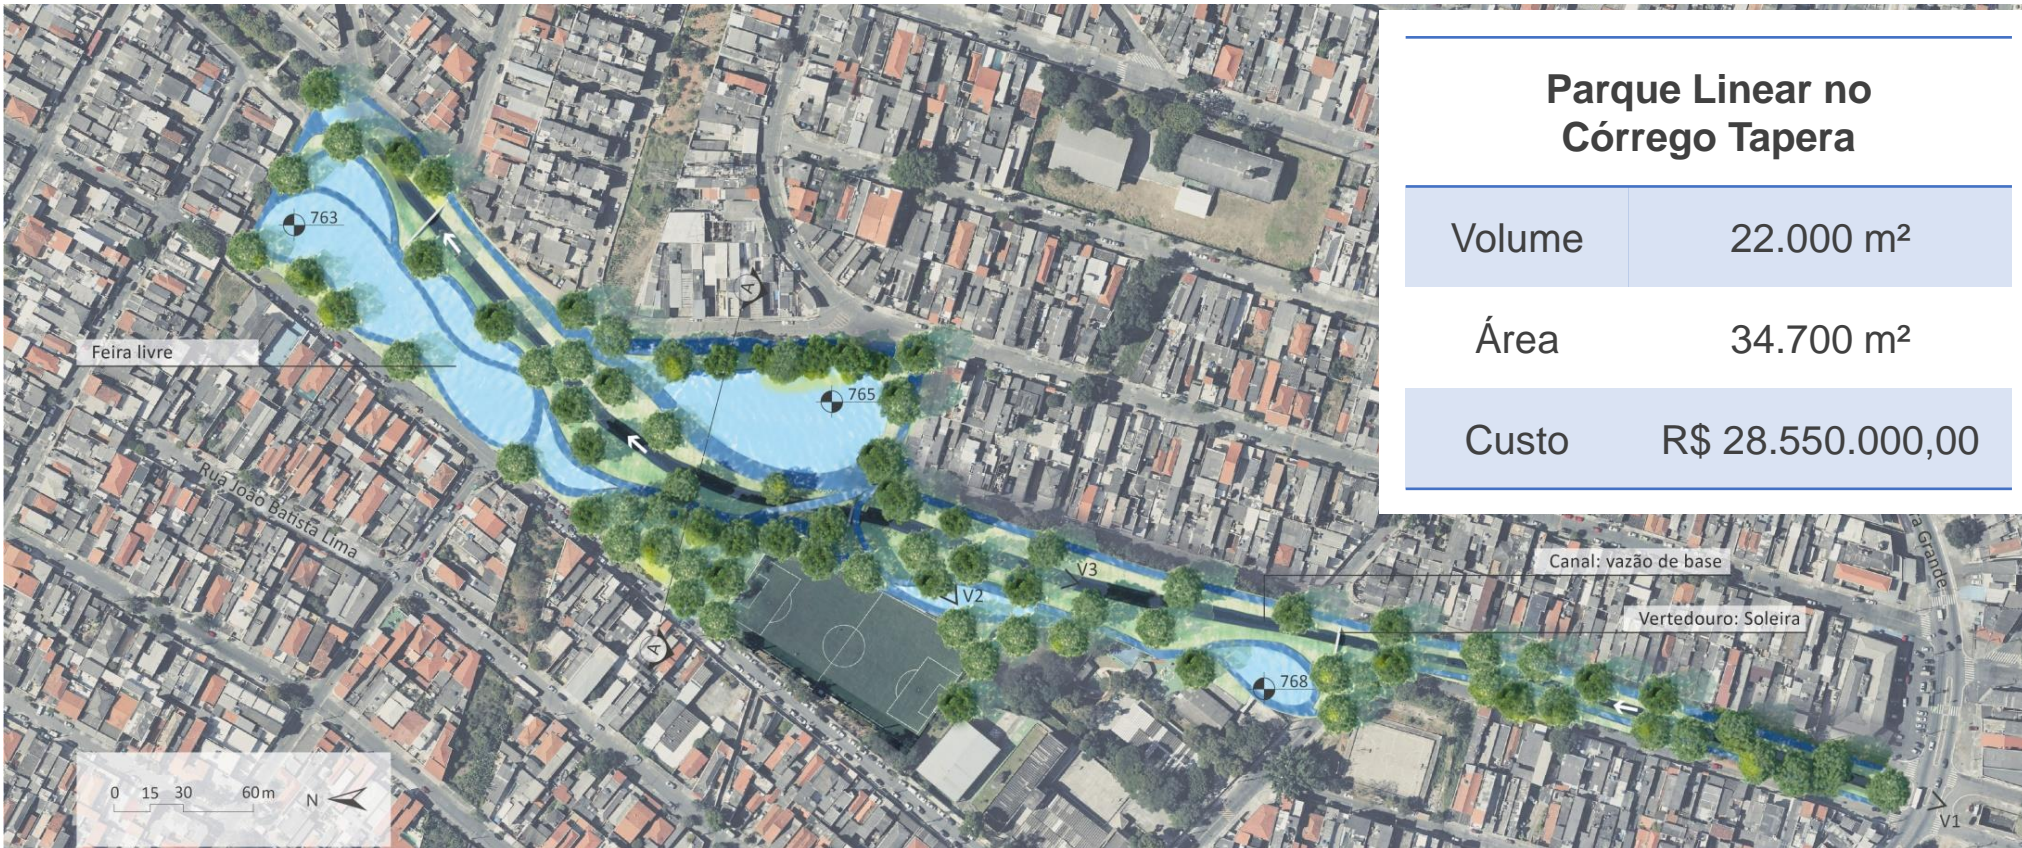 Parque Linear no
Córrego Tapera
Volume 22.000 m²
Área 34.700 m²
Custo R$ 28.550.000,00
763
A
Feira livre
765
Rua João Batista Lima
Grande
Canal: vazão de base
V3
V2
Vertedouro: Soleira
A
768
0 15 30 60m N
V1